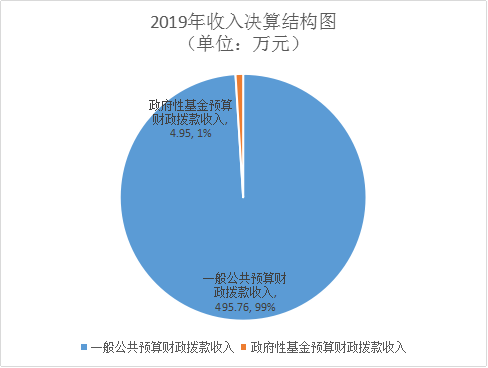 2019年收入决算结构图
（单位：万元）
政府性基金预算
财政拨款收入,
4.95, 1%
一般公共预算财
政拨款收入,
495.76, 99%
一般公共预算财政拨款收入 政府性基金预算财政拨款收入